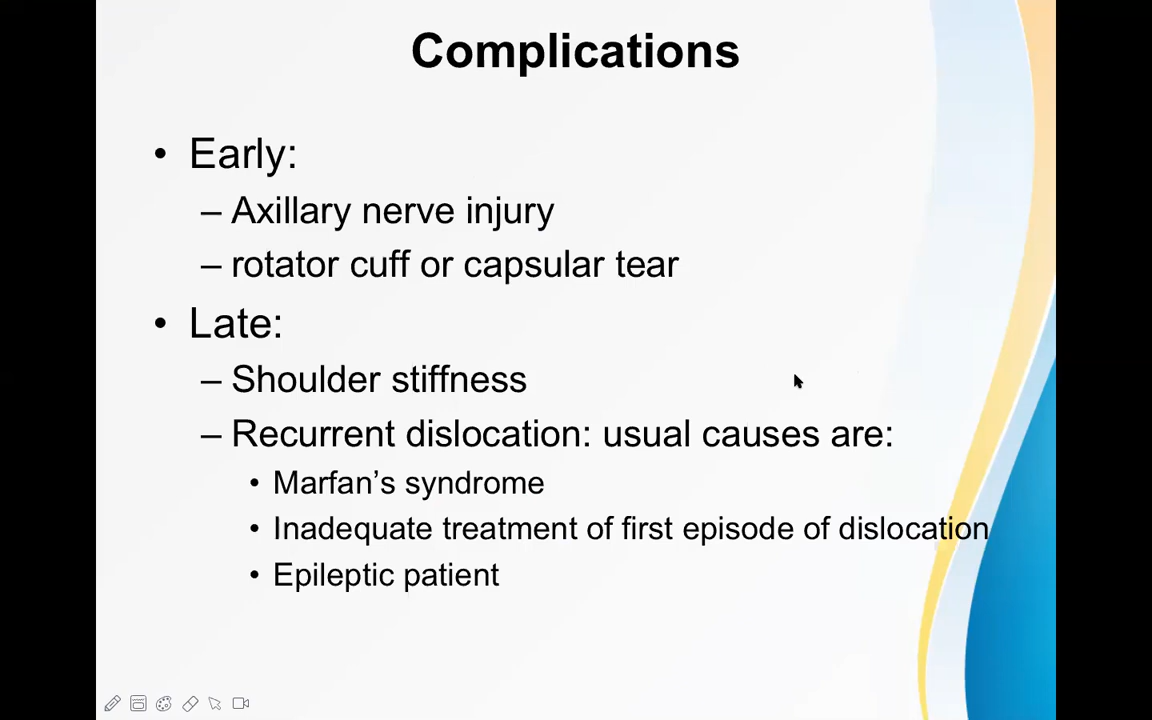 Complications
• Early:
– Axillary nerve injury
– rotator cuff or capsular tear
• Late:
– Shoulder stiffness
– Recurrent dislocation: usual causes are:
• Marfan’s syndrome
• Inadequate treatment of first episode of dislocation
• Epileptic patient